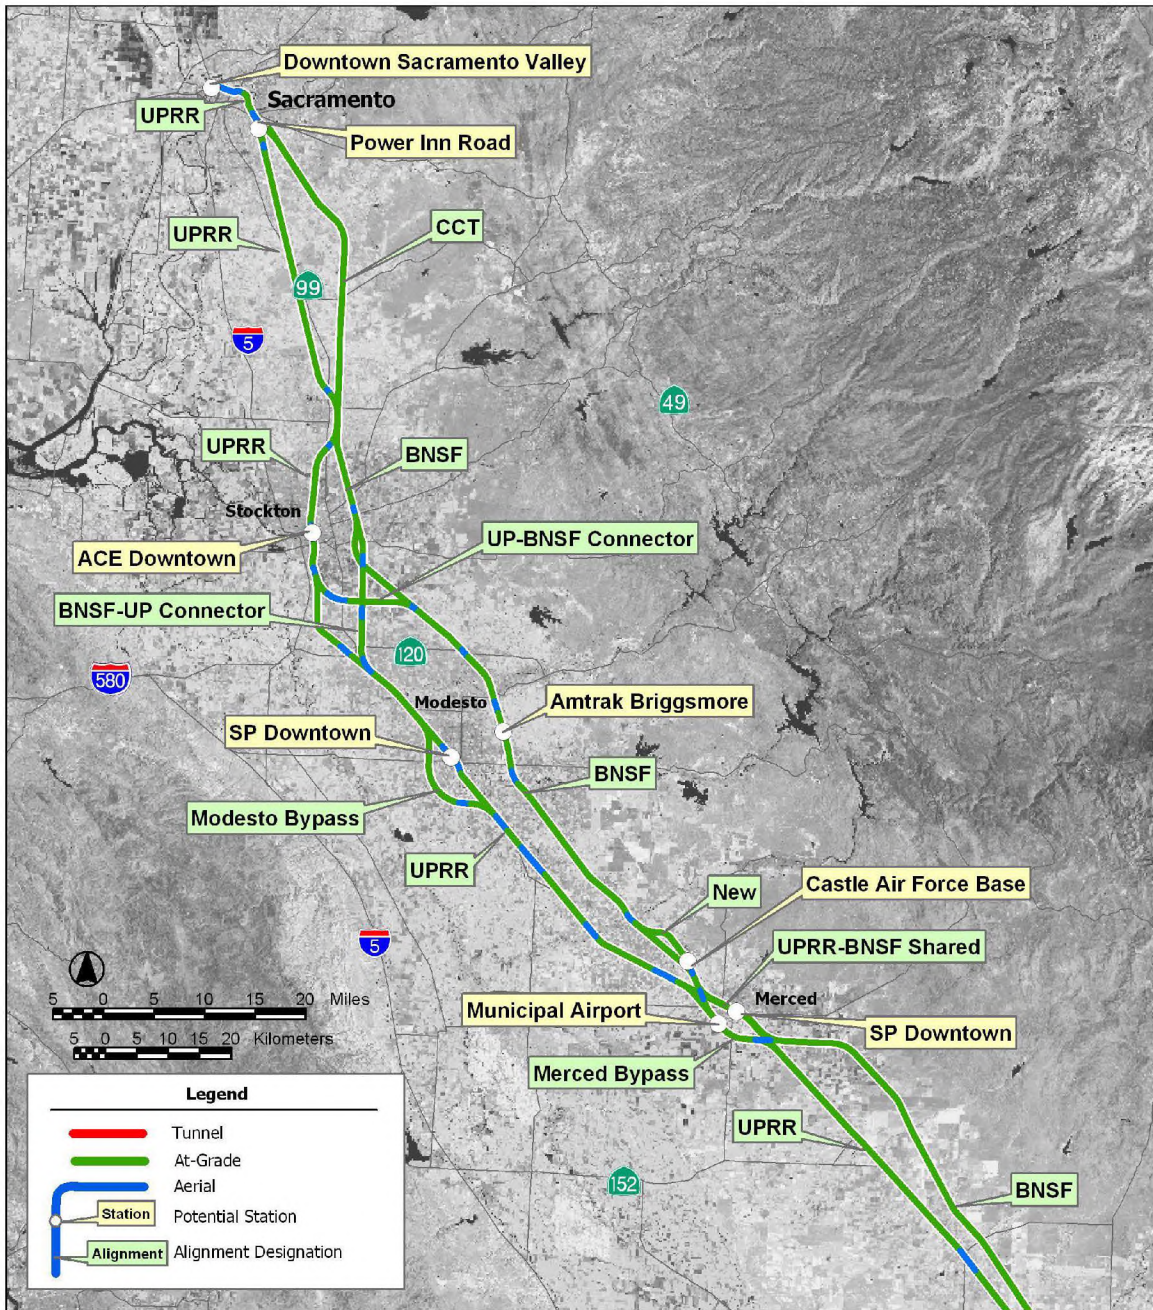 Downtown Sacramento Valley
UPRR
Sacramento
Power Inn Road
UPRR
CCT
99
5
49
UPRR
BNSF
Stockton
ACE Downtown
UP-BNSF Connector
BNSF-UP Connector
120
580
Modesto
Amtrak Briggsmore
SP Downtown
BNSF
Modesto Bypass
UPRR
New
Castle Air Force Base
5
UPRR-BNSF Shared
5 0 5 10 15 20 Miles
Municipal Airport
Merced
SP Downtown
5 0 5 10 15 20 Kilometers
Merced Bypass
UPRR
152
BNSF
Legend
Tunnel
At-Grade
Aerial
Station Potential Station
Alignment Alignment Designation